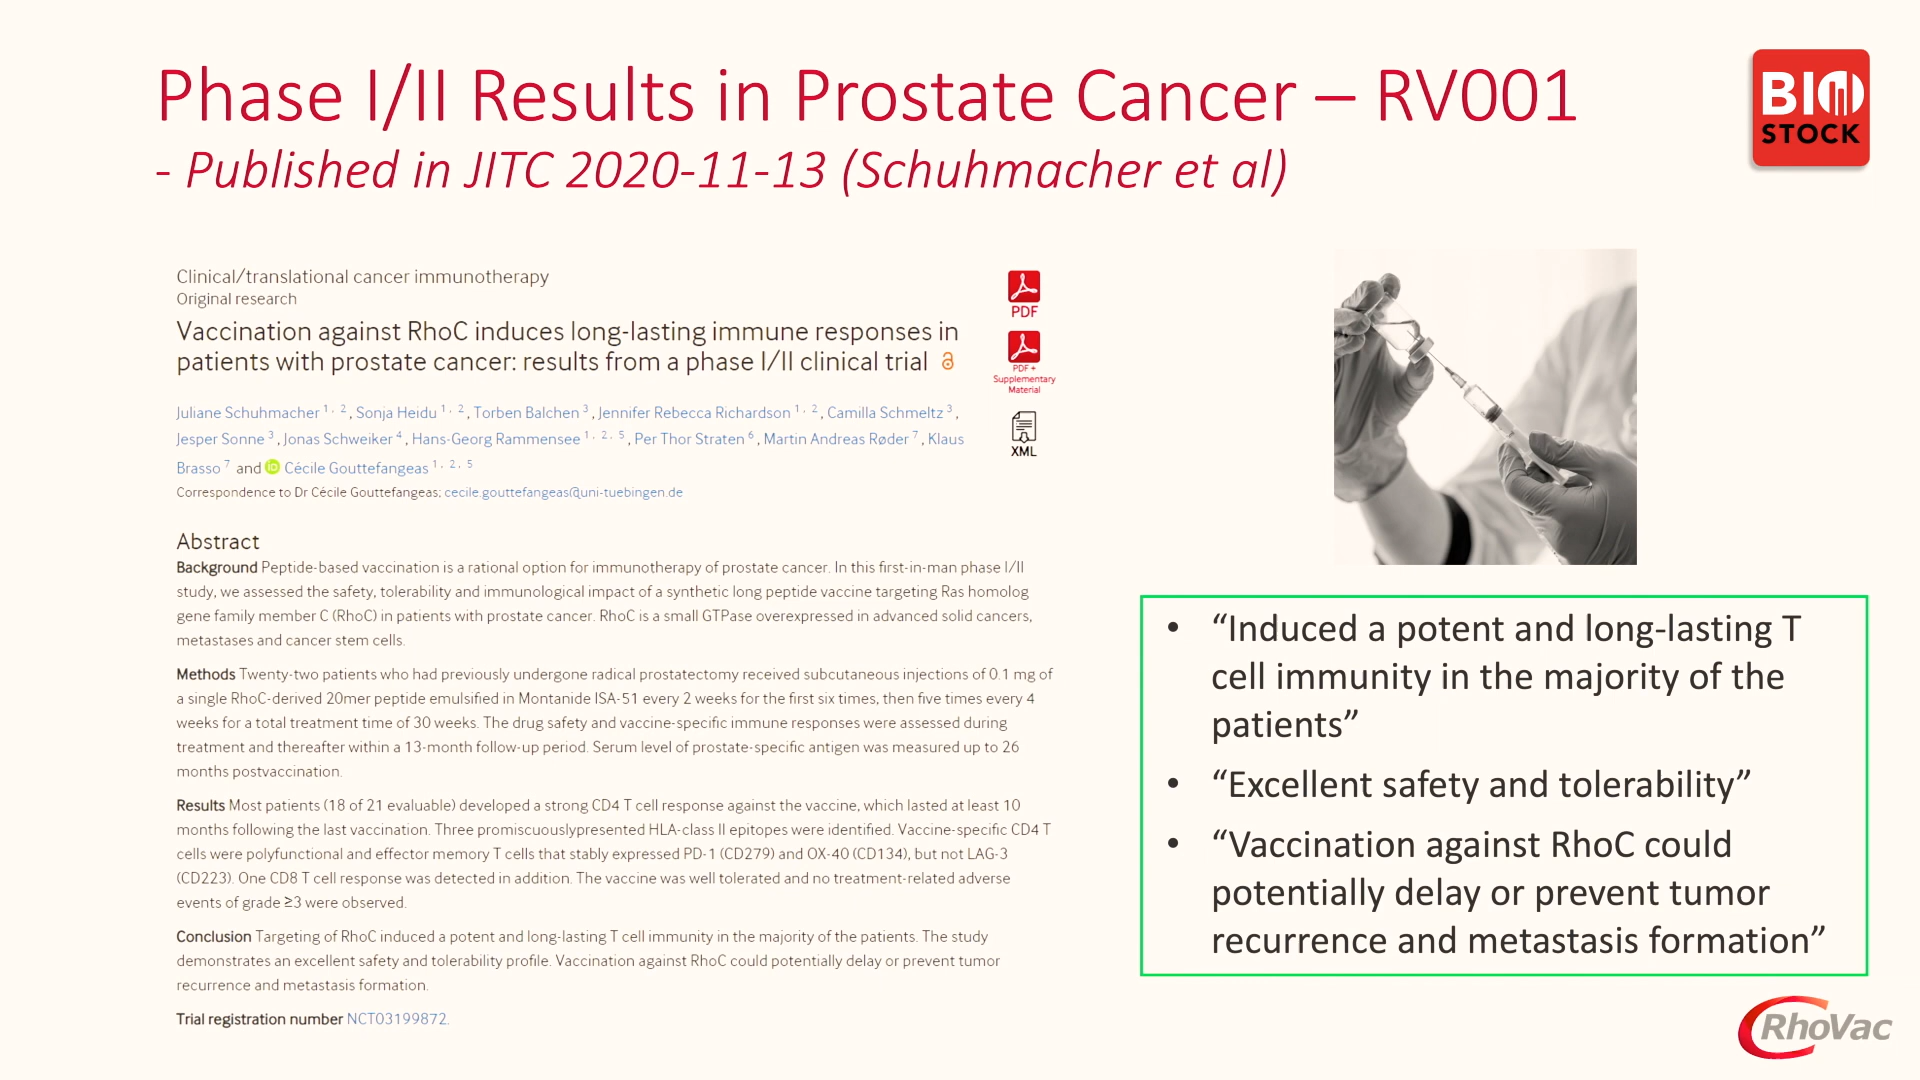 Phase I/II Results in Prostate Cancer – RV001
- Published in JITC 2020-11-13 (Schuhmacher et al)
BIO
STOCK
Clinical/translational cancer immunotherapy
Original research
Vaccination against RhoC induces long-lasting immune responses in
patients with prostate cancer: results from a phase I/II clinical trial
Juliane Schuhmacher 1, 2, Sonja Heidu 1, 2, Torben Balchen 3, Jennifer Rebecca Richardson 1, 2, Camilla Schmeltz 3,
Jesper Sonne 3, Jonas Schweiker 4, Hans-Georg Rammensee 1, 2, 5, Per Thor Straten 6, Martin Andreas Røder 7, Klaus
Brasso 7 and iD Cécile Gouttefangeas 1, 2, 5
Correspondence to Dr Cécile Gouttefangeas; cecile.gouttefangeas@uni-tuebingen.de
PDF
PDF +
Supplementary
Material
XML
Abstract
Background Peptide-based vaccination is a rational option for immunotherapy of prostate cancer. In this first-in-man phase I/II
study, we assessed the safety, tolerability and immunological impact of a synthetic long peptide vaccine targeting Ras homolog
gene family member C (RhoC) in patients with prostate cancer. RhoC is a small GTPase overexpressed in advanced solid cancers,
metastases and cancer stem cells.
Methods Twenty-two patients who had previously undergone radical prostatectomy received subcutaneous injections of 0.1 mg of
a single RhoC-derived 20mer peptide emulsified in Montanide ISA-51 every 2 weeks for the first six times, then five times every 4
weeks for a total treatment time of 30 weeks. The drug safety and vaccine-specific immune responses were assessed during
treatment and thereafter within a 13-month follow-up period. Serum level of prostate-specific antigen was measured up to 26
months postvaccination.
Results Most patients (18 of 21 evaluable) developed a strong CD4 T cell response against the vaccine, which lasted at least 10
months following the last vaccination. Three promiscuouslypresented HLA-class II epitopes were identified. Vaccine-specific CD4 T
cells were polyfunctional and effector memory T cells that stably expressed PD-1 (CD279) and OX-40 (CD134), but not LAG-3
(CD223). One CD8 T cell response was detected in addition. The vaccine was well tolerated and no treatment-related adverse
events of grade ≥3 were observed.
Conclusion Targeting of RhoC induced a potent and long-lasting T cell immunity in the majority of the patients. The study
demonstrates an excellent safety and tolerability profile. Vaccination against RhoC could potentially delay or prevent tumor
recurrence and metastasis formation.
Trial registration number NCT03199872.
• “Induced a potent and long-lasting T
cell immunity in the majority of the
patients”
• “Excellent safety and tolerability”
• “Vaccination against RhoC could
potentially delay or prevent tumor
recurrence and metastasis formation”
RhoVac